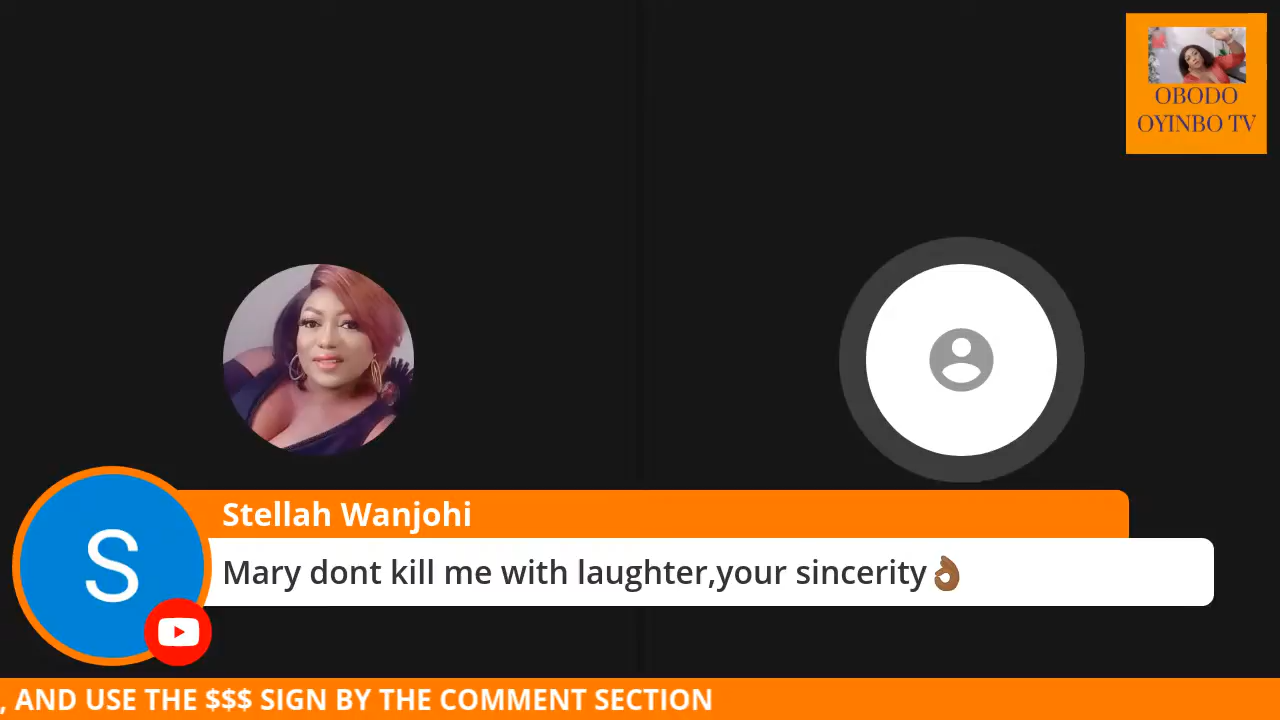 OBODO
OYINBO TV
S
Stellah Wanjohi
Mary dont kill me with laughter,your sincerity👌🏾
, AND USE THE $$$ SIGN BY THE COMMENT SECTION